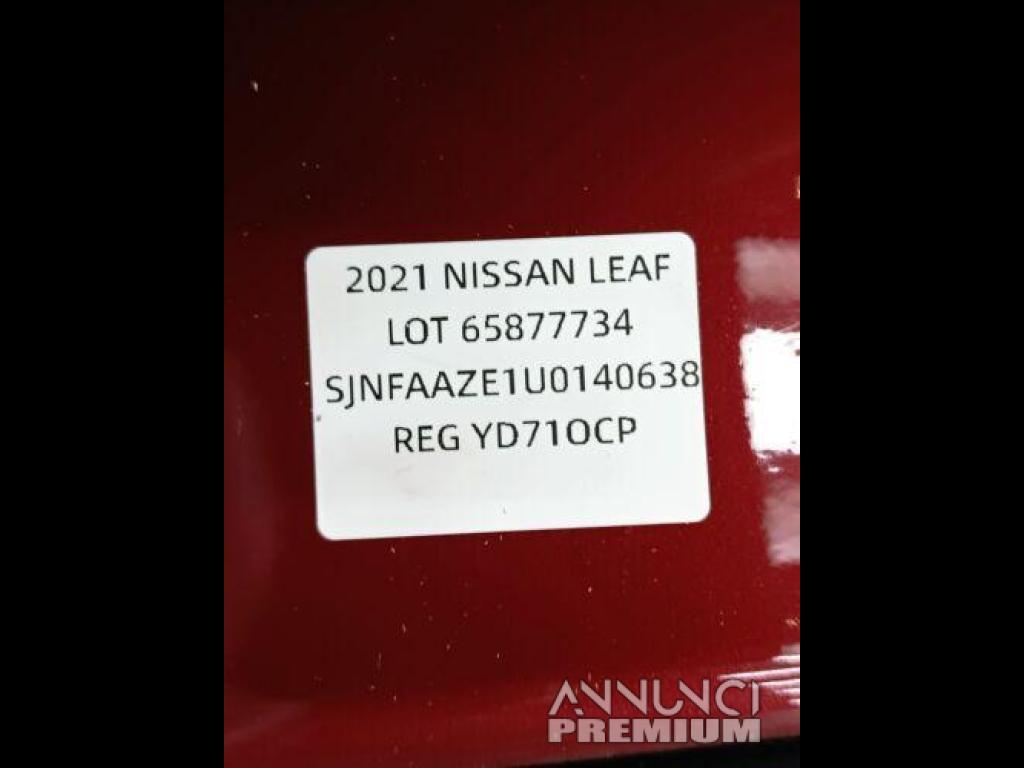 2021 NISSAN LEAF
LOT 65877734
SJNFAAZE1U0140638
REG YD71OCP
ANNUNCI
PREMIUM